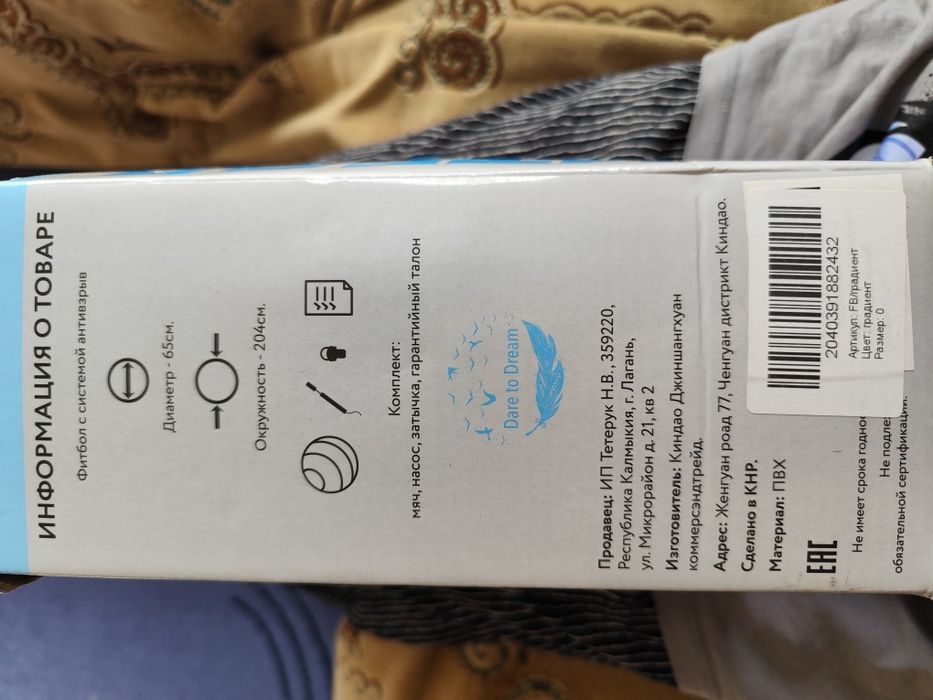 ИНФОРМАЦИЯ О ТОВАРЕ
Фитбол с системой антивзрыв
Диаметр - 65см.
Окружность - 204см.
Комплект:
мяч, насос, затычка, гарантийный талон
Dare to Dream
Продавец: ИП Тетерук Н.В., 359220,
Республика Калмыкия, г. Лагань,
ул. Микрорайон д, 21, кв 2
Изготовитель: Киндао Джиншангхуан
коммерсэндтрейд.
Адрес: Женгуан роад 77, Ченгуан дистрикт Киндао.
Сделано в КНР.
Материал: ПВХ
EAC
Не имеет срока годнос
Не подле
обязательной сертификации.
2040391882432
Артикул: FB/градиент
Цвет: градиент
Размер: 0